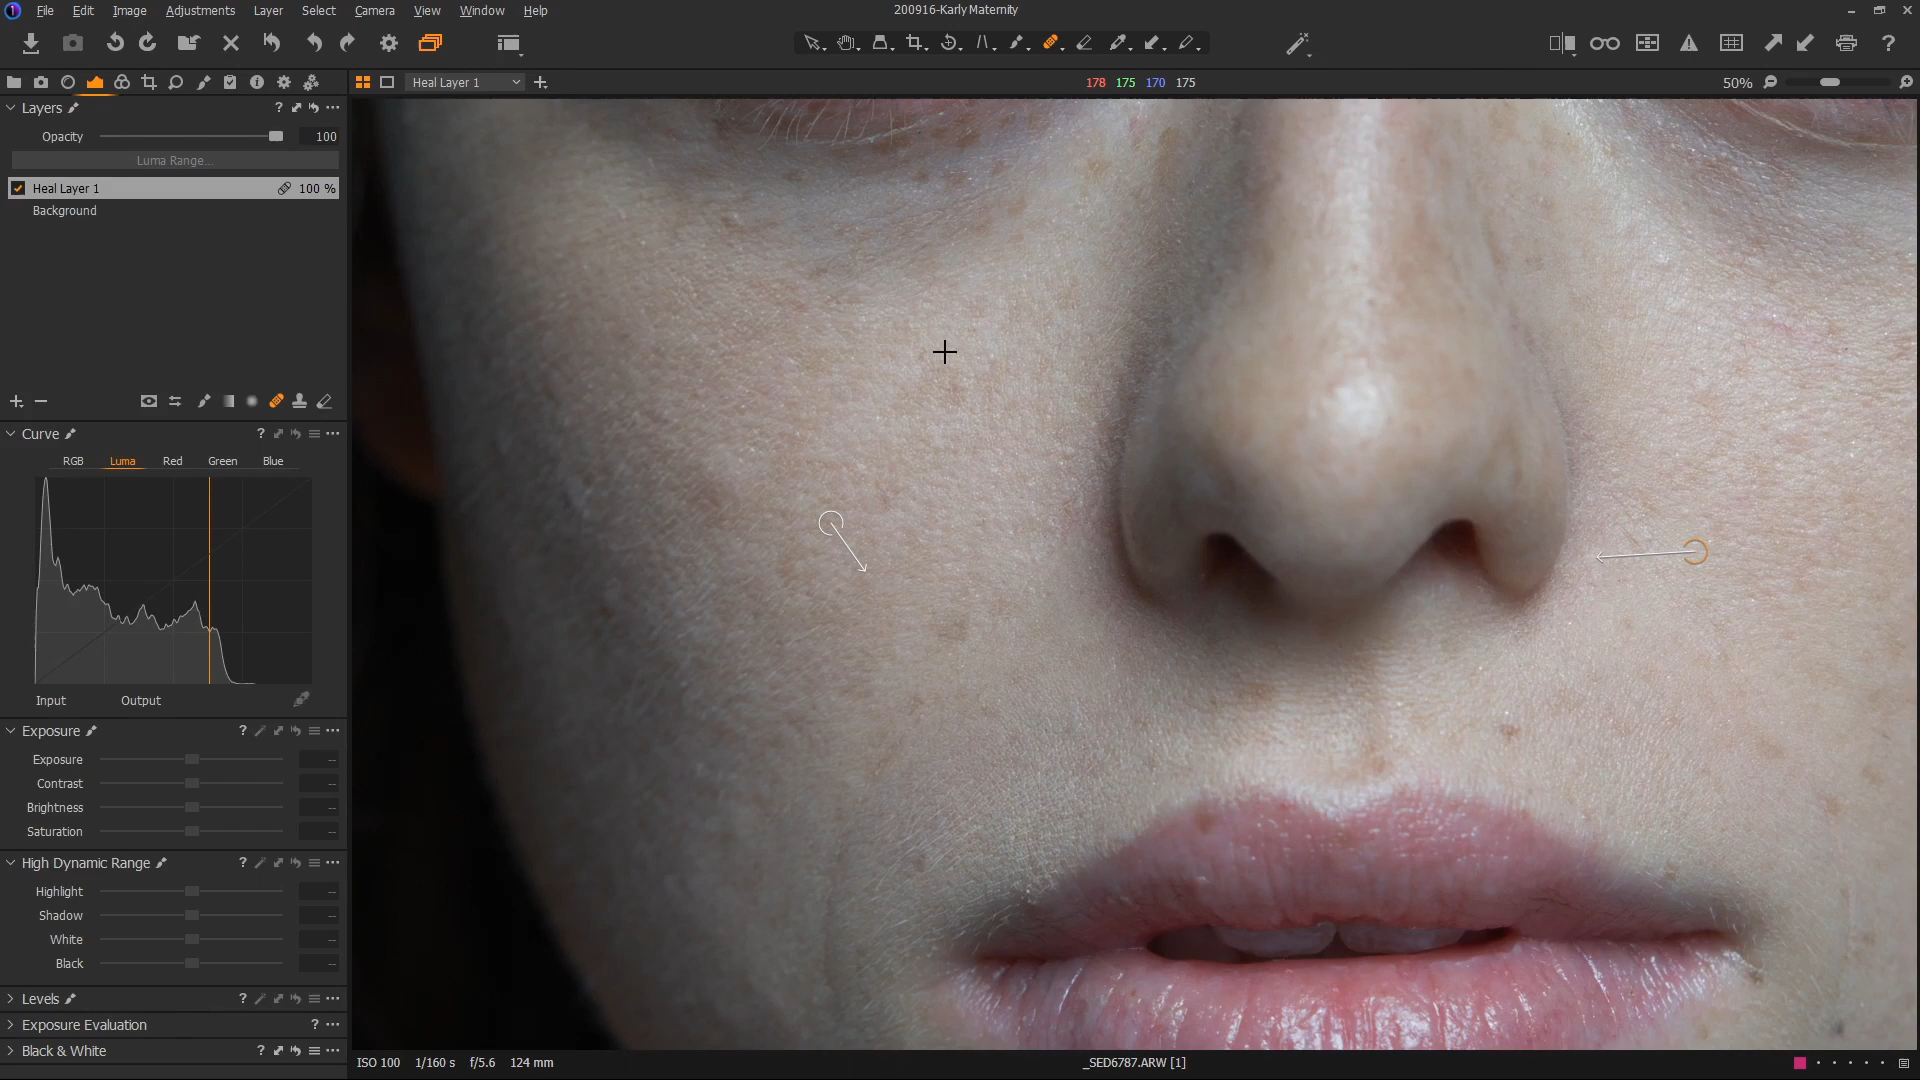 File Edit Image Adjustments Layer Select Camera View Window Help
200916-Karly Maternity
Heal Layer 1
178 175 170 175
50%
Layers
Opacity 100
Luma Range...
Heal Layer 1 100 %
Background
Curve
RGB Luma Red Green Blue
Input Output
Exposure
Exposure --
Contrast --
Brightness --
Saturation --
High Dynamic Range
Highlight --
Shadow --
White --
Black --
Levels
Exposure Evaluation
Black & White
ISO 100 1/160 s f/5.6 124 mm
_SED6787.ARW [1]